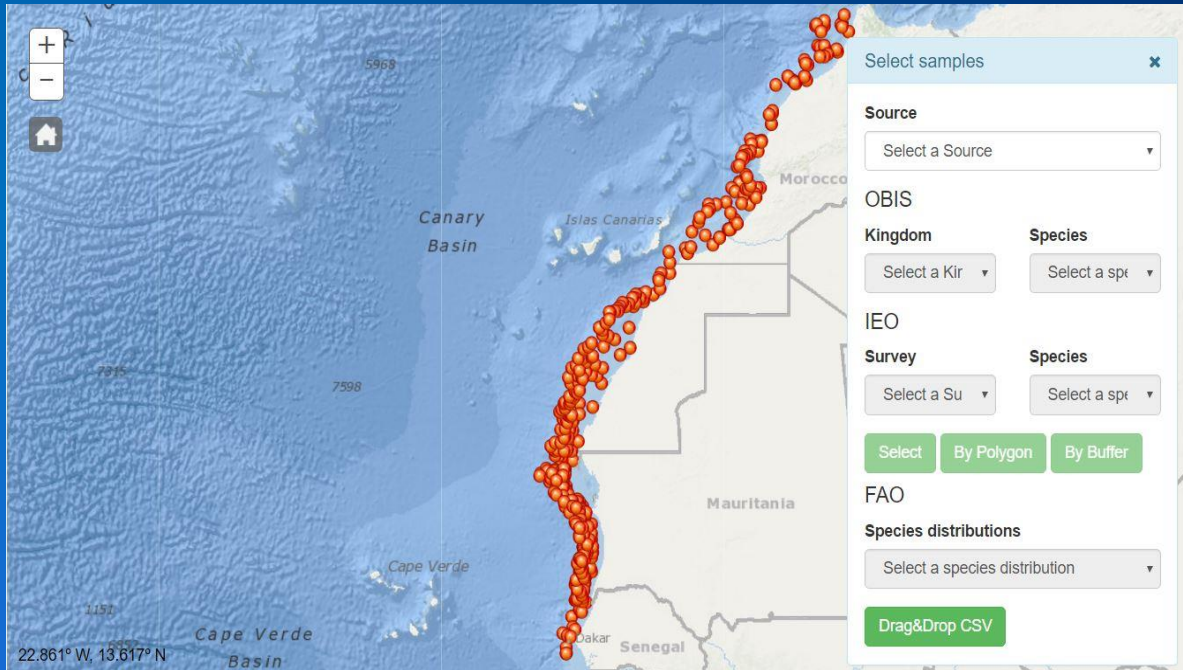 +
5968
Select samples ×
−
Source
Select a Source
Morocco
OBIS
Canary
Basin
Islas Canarias
Kingdom Species
Select a Kir Select a spe
IEO
Survey Species
7315
7598
Select a Su Select a spe
Select By Polygon By Buffer
FAO
Mauritania
Species distributions
Cape Verde
Select a species distribution
1151
Drag&Drop CSV
Cape Verde
Basin
Dakar
Senegal
22.861° W, 13.617° N